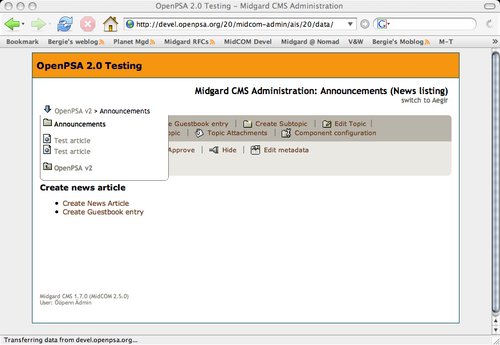 OpenPSA 2.0 Testing - Midgard CMS Administration
http://devel.openpsa.org/20/midcom-admin/ais/20/data/
Bookmark Bergie's weblog Planet Mgd Midgard RFCs MidCOM Devel Midgard @ Nomad V&W Bergie's Moblog M-T
OpenPSA 2.0 Testing
Midgard CMS Administration: Announcements (News listing)
switch to Aegir
OpenPSA v2 > Announcements
Announcements
Test article
Test article
OpenPSA v2
Guestbook entry Create Subtopic Edit Topic
Topic Attachments Component configuration
Approve Hide Edit metadata
Create news article
Create News Article
Create Guestbook entry
Midgard CMS 1.7.0 (MidCOM 2.5.0)
Transferring data from devel.openpsa.org...